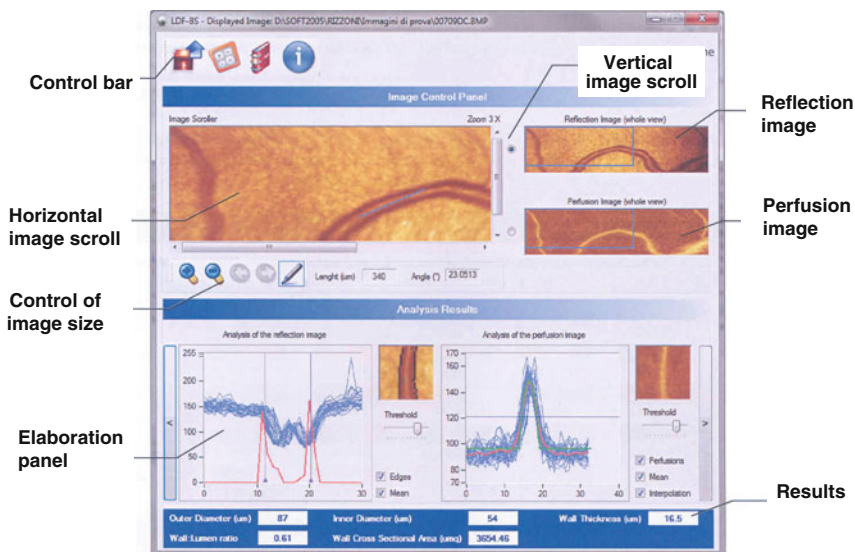 LDF-BS - Displayed Image: D:\SOFT2005\RIZZONI\Immagini di prova\00709OC.BMP
Control bar
Vertical
image scroll
ne
Image Control Panel
Image Scroller
Zoom 3 X
Reflection Image (whole view)
Reflection
image
Perfusion Image (whole view)
Perfusion
image
Horizontal
image scroll
Lenght (um)
340
Angle (°)
23.0513
Control of
image size
Analysis Results
Analysis of the reflection image
Analysis of the perfusion image
255
200
150
100
50
0
0
10
20
30
<
Threshold
Edges
Mean
170
160
140
120
100
80
70
0
10
20
30
40
>
Threshold
Perfusions
Mean
Interpolation
Elaboration
panel
Results
Outer Diameter (um)
87
Inner Diameter (um)
54
Wall Thickness (um)
16.5
Wall:Lumen ratio
0.61
Wall Cross Sectional Area (umq)
3654.46